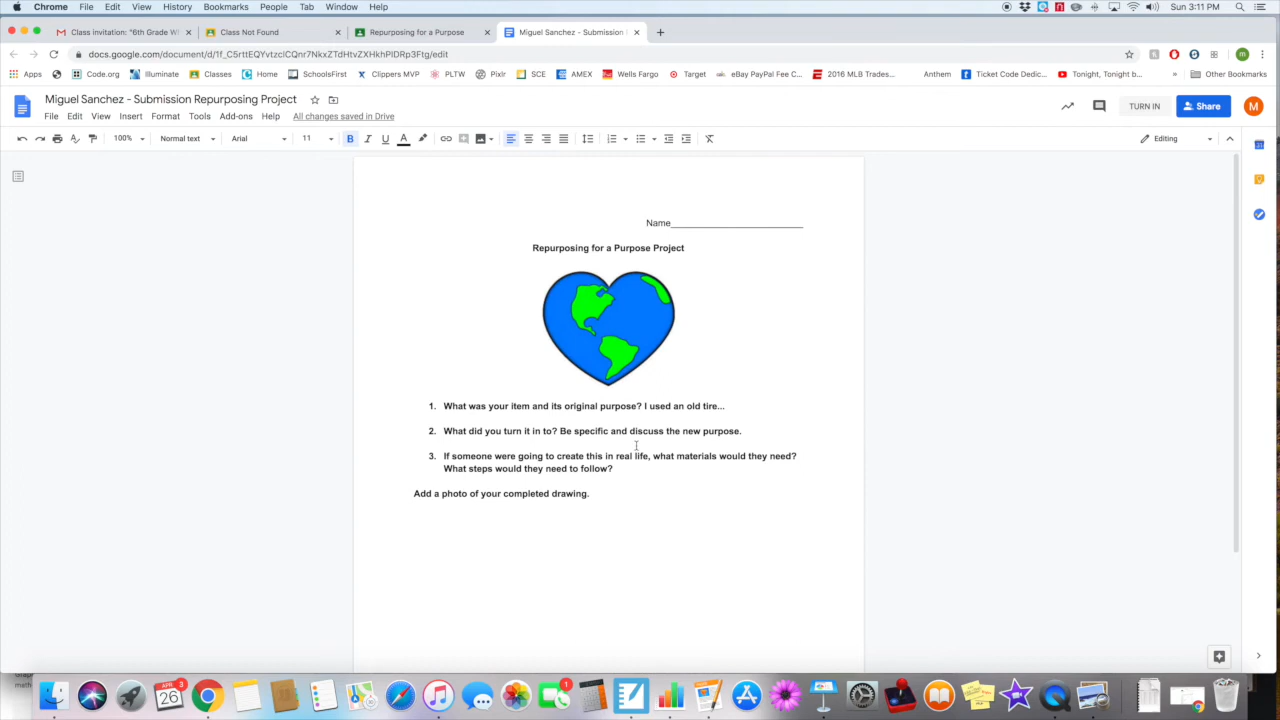 Chrome File Edit View History Bookmarks People Tab Window Help
Sun 3:11 PM
Class invitation: "6th Grade W
Class Not Found
Repurposing for a Purpose
Miguel Sanchez - Submission
docs.google.com/document/d/1f_C5rttEQYvtzcICQnr7NkxZTdHtvZXHkhPIDRp3Ftg/edit
Apps Code.org Illuminate Classes Home SchoolsFirst Clippers MVP PLTW Pixlr SCE AMEX Wells Fargo Target eBay PayPal Fee C... 2016 MLB Trades... Anthem Ticket Code Dedic... Tonight, Tonight b... » Other Bookmarks
Miguel Sanchez - Submission Repurposing Project
File Edit View Insert Format Tools Add-ons Help All changes saved in Drive
TURN IN
Share
M
100% Normal text Arial 11 B I U A
Editing
Name
Repurposing for a Purpose Project
1. What was your item and its original purpose? I used an old tire...
2. What did you turn it in to? Be specific and discuss the new purpose.
3. If someone were going to create this in real life, what materials would they need?
What steps would they need to follow?
Add a photo of your completed drawing.
math
APR
26
3
1